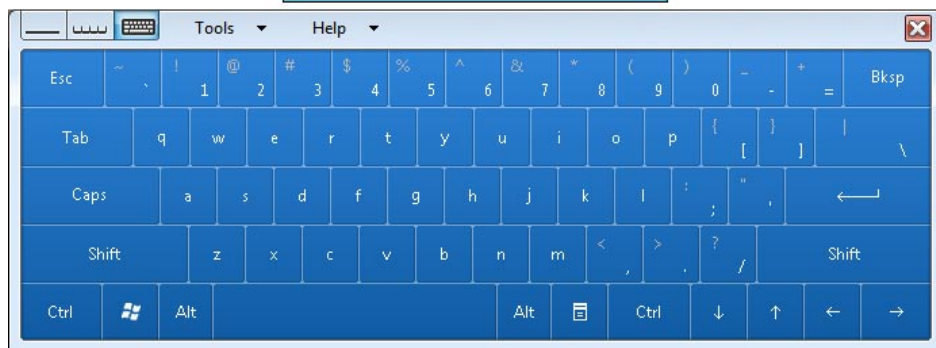 Tools Help
Esc ~ ` ! 1 @ 2 # 3 $ 4 % 5 ^ 6 & 7 * 8 ( 9 ) 0 _ - + = Bksp
Tab q w e r t y u i o p { [ } ] | \
Caps a s d f g h j k l : ; " '
Shift z x c v b n m < , > . ? / Shift
Ctrl Alt Alt Ctrl ↓ ↑ ← →